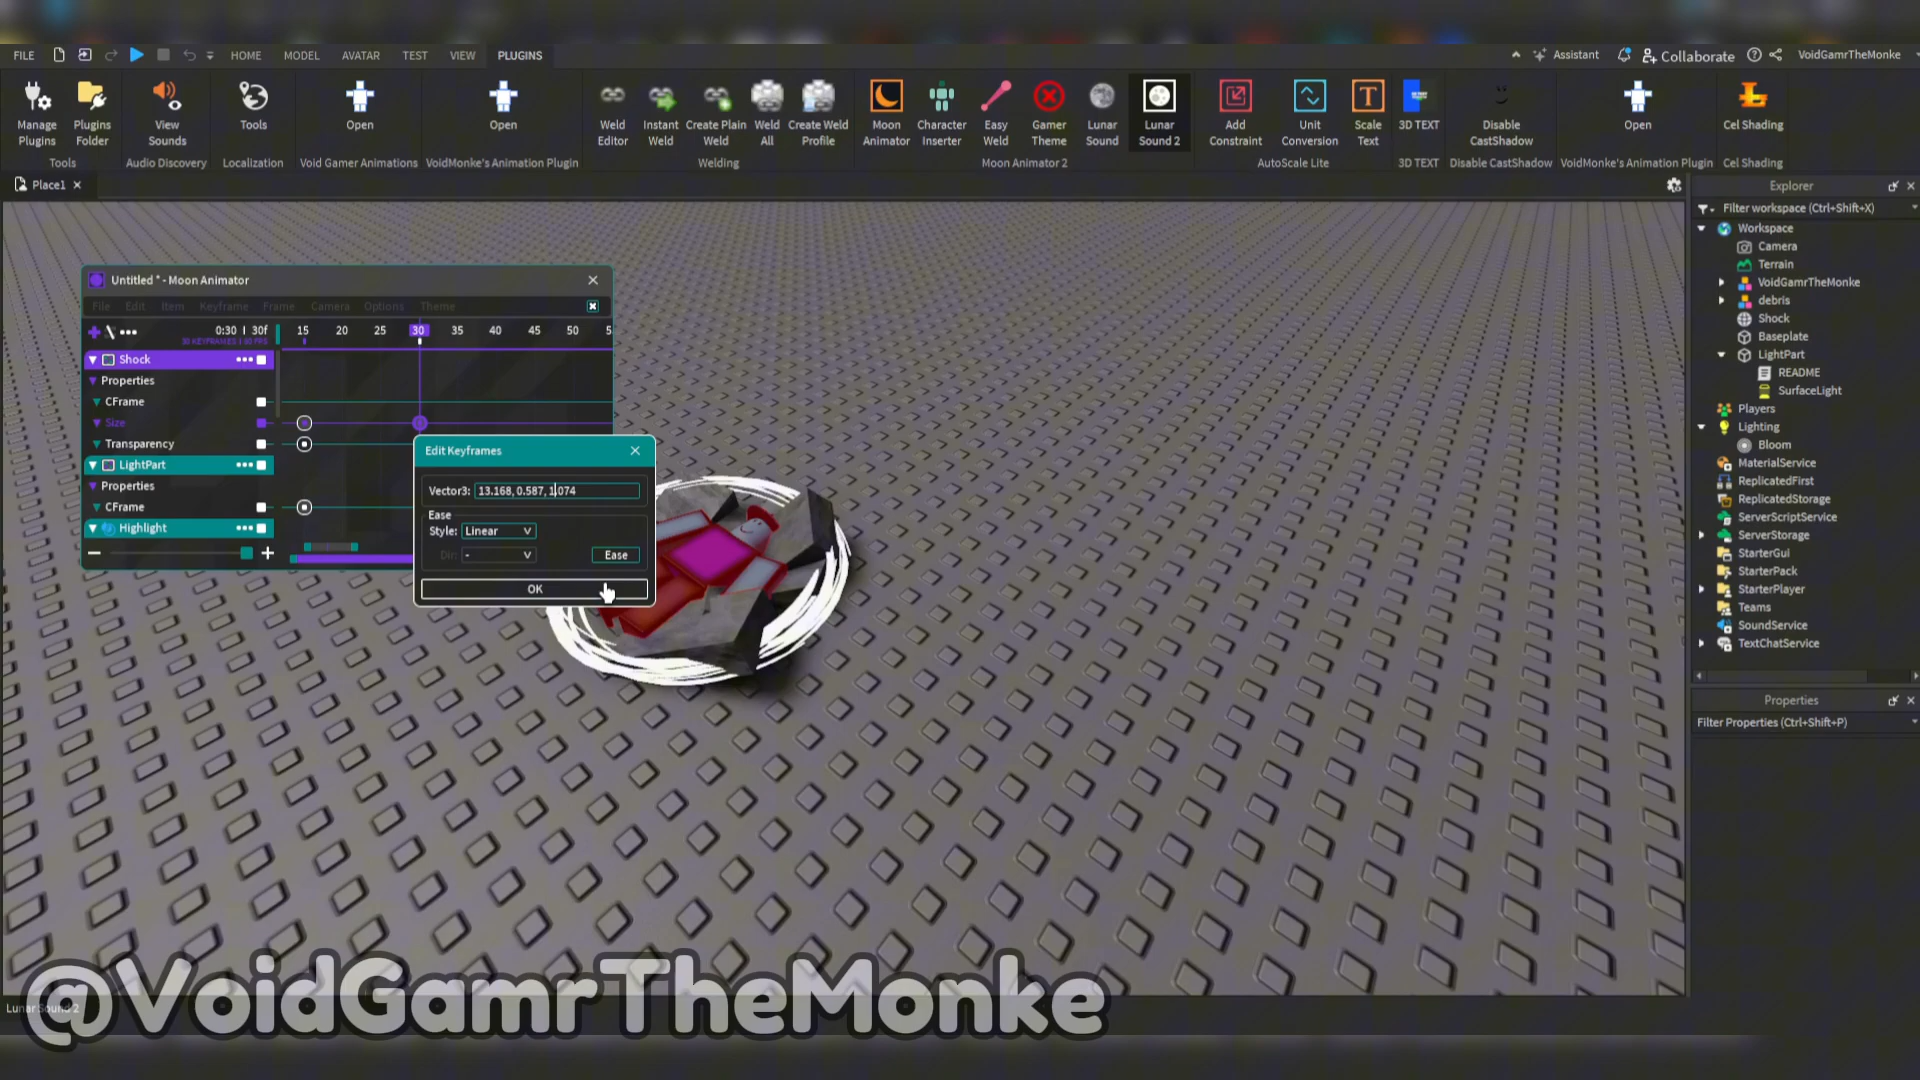 FILE HOME MODEL AVATAR TEST VIEW PLUGINS Assistant Collaborate VoidGamrTheMonke
Manage Plugins
Plugins Folder
View Sounds
Tools
Open
Open
Weld Editor
Instant Weld
Create Plain Weld
Weld All
Create Weld Profile
Moon Animator
Character Inserter
Easy Weld
Gamer Theme
Lunar Sound
Lunar Sound 2
Add Constraint
Unit Conversion
Scale Text
3D TEXT
Disable CastShadow
Open
Cel Shading
Tools Audio Discovery Localization Void Gamer Animations VoidMonke's Animation Plugin Welding Moon Animator 2 AutoScale Lite 3D TEXT Disable CastShadow VoidMonke's Animation Plugin Cel Shading
Place1
Untitled * - Moon Animator
File Edit Item Keyframe Frame Camera Options Theme
0:30 | 30f 15 20 25 30 35 40 45 50 5
Shock
Properties
CFrame
Size
Transparency
LightPart
Properties
CFrame
Highlight
Edit Keyframes
Vector3: 13.168, 0.587, 1.074
Ease
Style: Linear
Dir: -
Ease
OK
Explorer
Filter workspace (Ctrl+Shift+X)
Workspace
Camera
Terrain
VoidGamrTheMonke
debris
Shock
Baseplate
LightPart
README
SurfaceLight
Players
Lighting
Bloom
MaterialService
ReplicatedFirst
ReplicatedStorage
ServerScriptService
ServerStorage
StarterGui
StarterPack
StarterPlayer
Teams
SoundService
TextChatService
Properties
Filter Properties (Ctrl+Shift+P)
@VoidGamrTheMonke
Lunar Sound 2